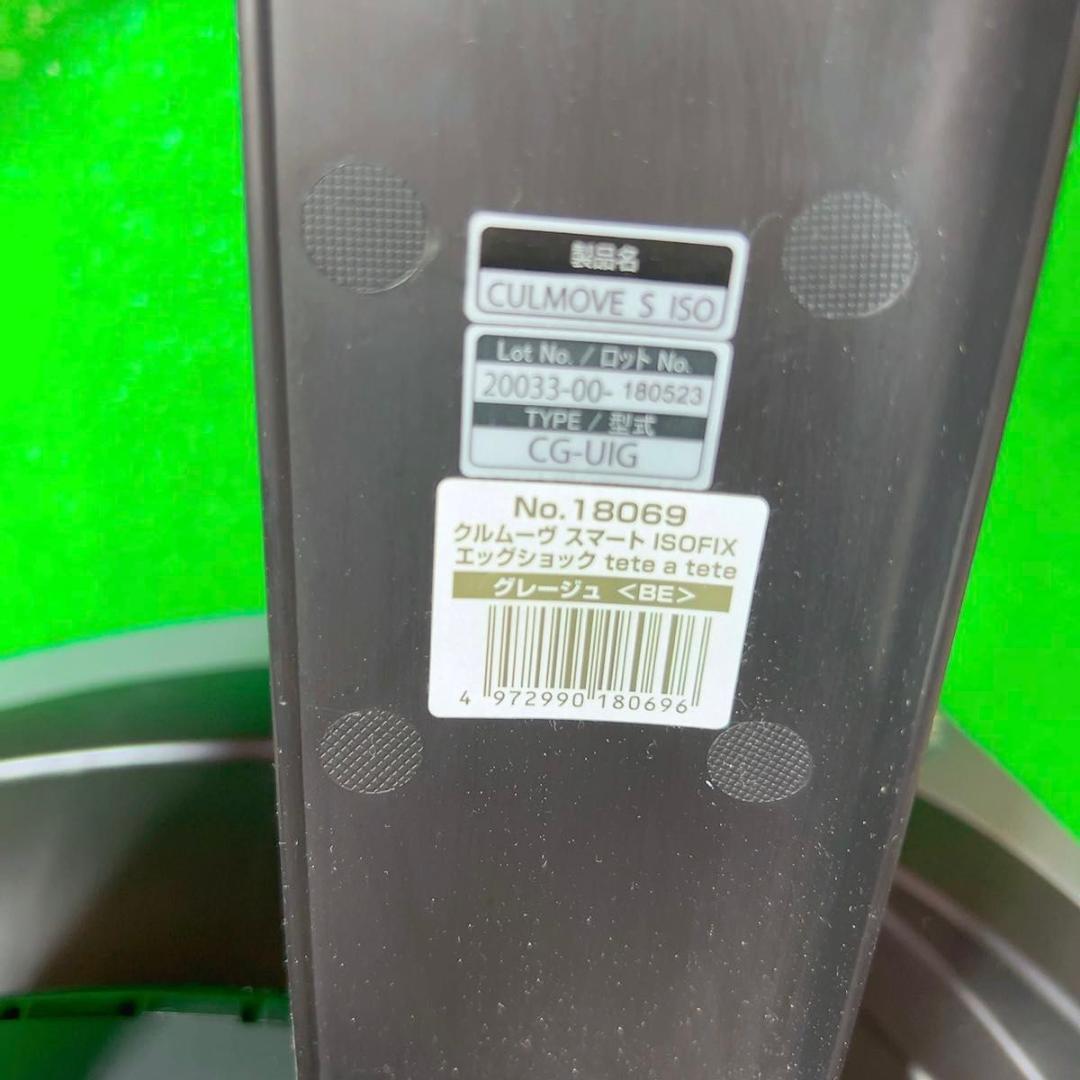 製品名
CULMOVE S ISO
Lot No. / ロット No.
20033-00- 180523
TYPE / 型式
CG-UIG
No.18069
クルムーヴ スマート ISOFIX
エッグショック tete a tete
グレージュ <BE>
4 972990 180696